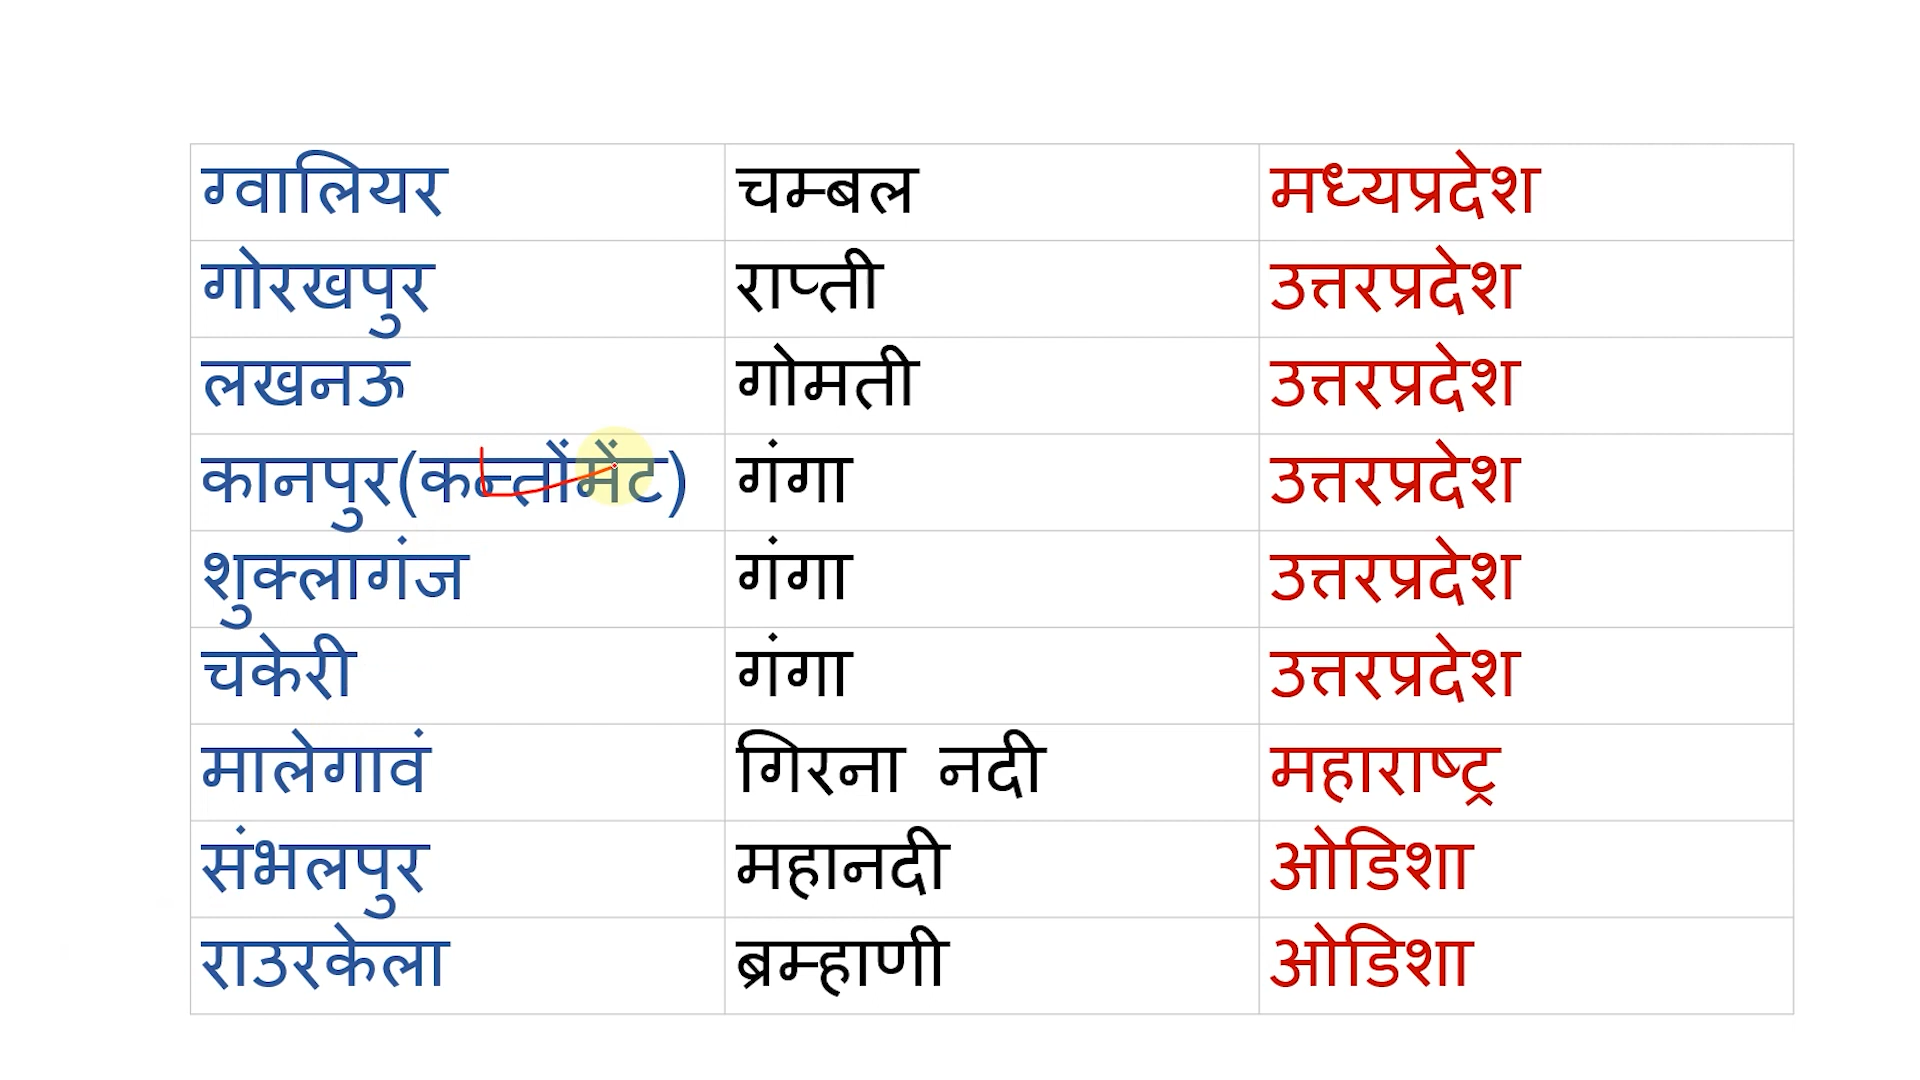 ग्वालियर चम्बल मध्यप्रदेश
गोरखपुर राप्ती उत्तरप्रदेश
लखनऊ गोमती उत्तरप्रदेश
कानपुर(कन्तोंमेंट) गंगा उत्तरप्रदेश
शुक्लागंज गंगा उत्तरप्रदेश
चकेरी गंगा उत्तरप्रदेश
मालेगावं गिरना नदी महाराष्ट्र
संभलपुर महानदी ओडिशा
राउरकेला ब्रम्हाणी ओडिशा